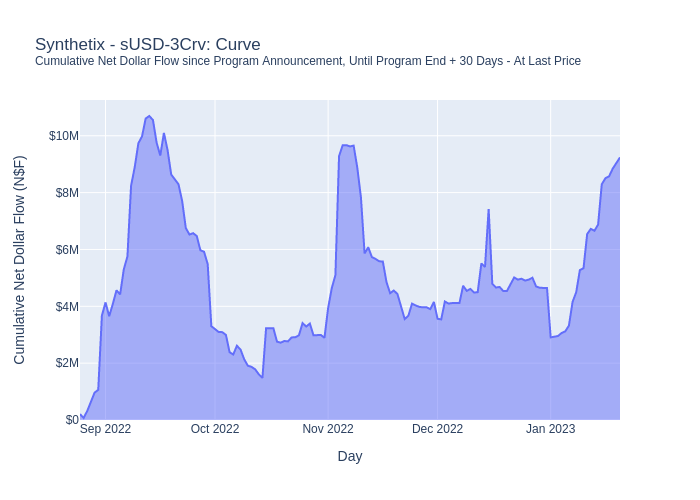 Synthetix - sUSD-3Crv: Curve
Cumulative Net Dollar Flow since Program Announcement, Until Program End + 30 Days - At Last Price
Cumulative Net Dollar Flow (N$F)
$10M
$8M
$6M
$4M
$2M
$0
Sep 2022
Oct 2022
Nov 2022
Dec 2022
Jan 2023
Day